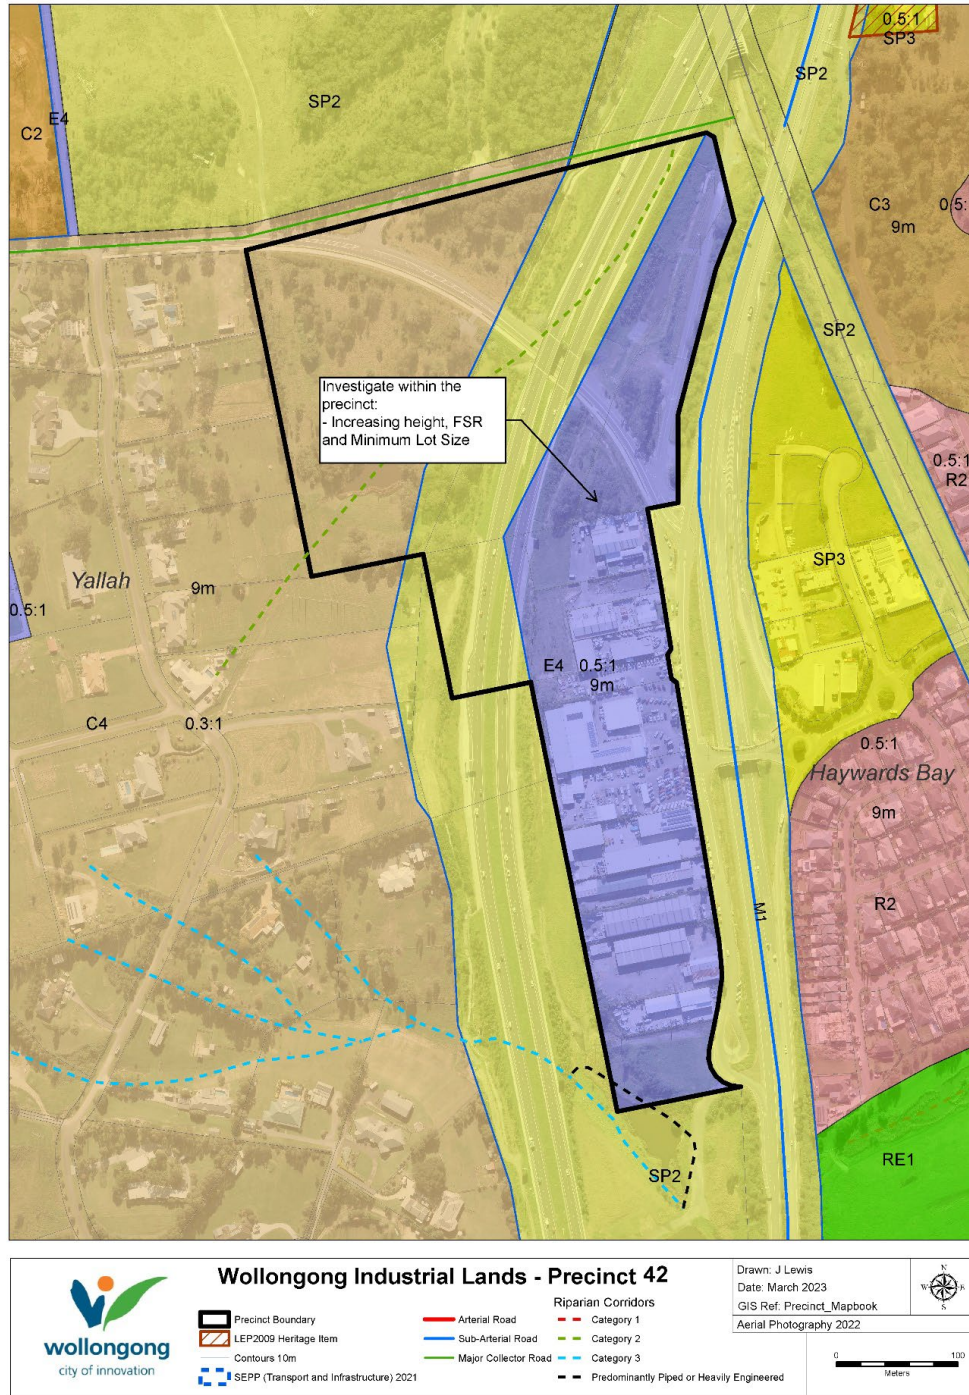 0.5:1
SP3
SP2
SP2
E4
C2
C3
0.5:
9m
SP2
Investigate within the
precinct:
- Increasing height, FSR
and Minimum Lot Size
0.5:1
R2
SP3
Yallah
9m
0.5:1
E4 0.5:1
9m
C4
0.3:1
0.5:1
Haywards Bay
9m
R2
M1
RE1
SP2
Wollongong Industrial Lands - Precinct 42
wollongong
city of innovation
Precinct Boundary
LEP2009 Heritage Item
Contours 10m
SEPP (Transport and Infrastructure) 2021
Arterial Road
Sub-Arterial Road
Major Collector Road
Riparian Corridors
Category 1
Category 2
Category 3
Predominantly Piped or Heavily Engineered
Drawn: J Lewis
Date: March 2023
GIS Ref: Precinct_Mapbook
Aerial Photography 2022
N
W E
S
0 100
Meters